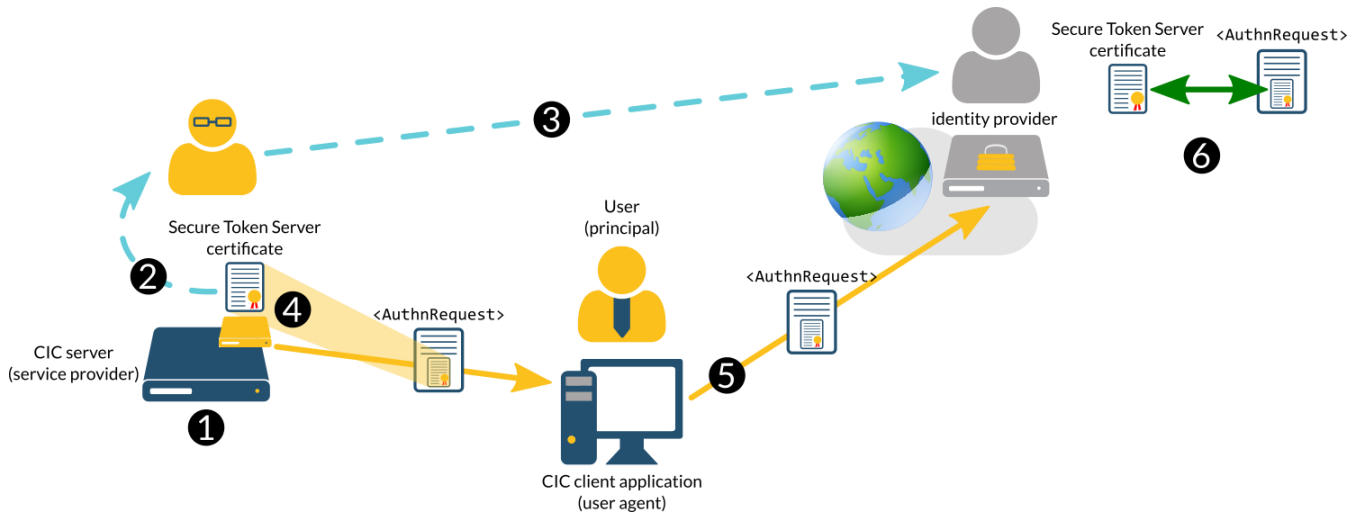 Secure Token Server
certificate
<AuthnRequest>
3
identity provider
6
User
(principal)
Secure Token Server
certificate
2
4
<AuthnRequest>
<AuthnRequest>
CIC server
(service provider)
5
1
CIC client application
(user agent)